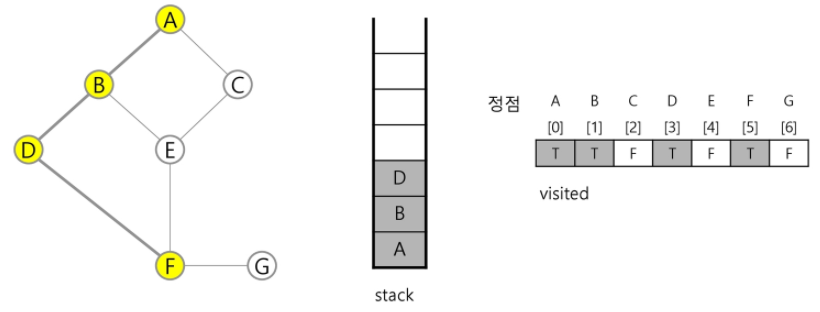 A
B
C
D
E
F
G
D
B
A
stack
정점 A B C D E F G
[0] [1] [2] [3] [4] [5] [6]
T T F T F T F
visited